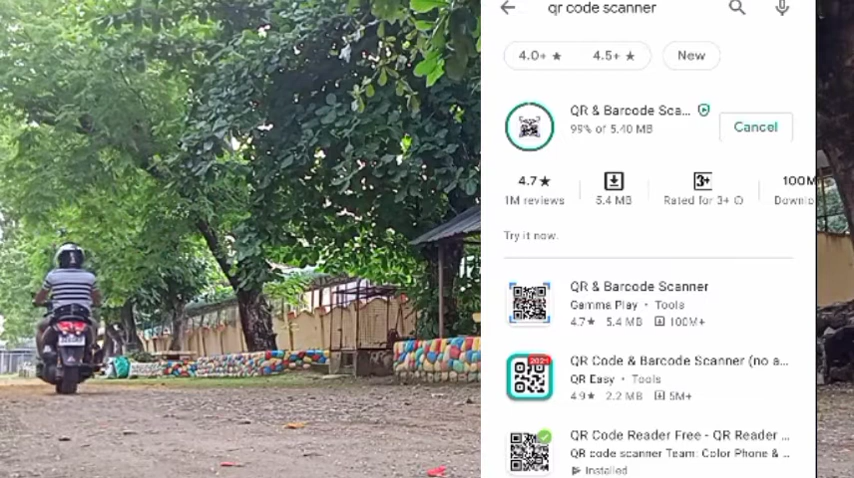 qr code scanner
4.0+ ★ 4.5+ ★ New
QR & Barcode Sca...
99% of 5.40 MB
Cancel
4.7★ 3+ 100M
1M reviews 5.4 MB Rated for 3+ Downlo
Try it now.
QR & Barcode Scanner
Gamma Play • Tools
4.7★ 5.4 MB 100M+
2021
QR Code & Barcode Scanner (no a...
QR Easy • Tools
4.9★ 2.2 MB 5M+
QR Code Reader Free - QR Reader ...
QR code scanner Team: Color Phone & ...
Installed